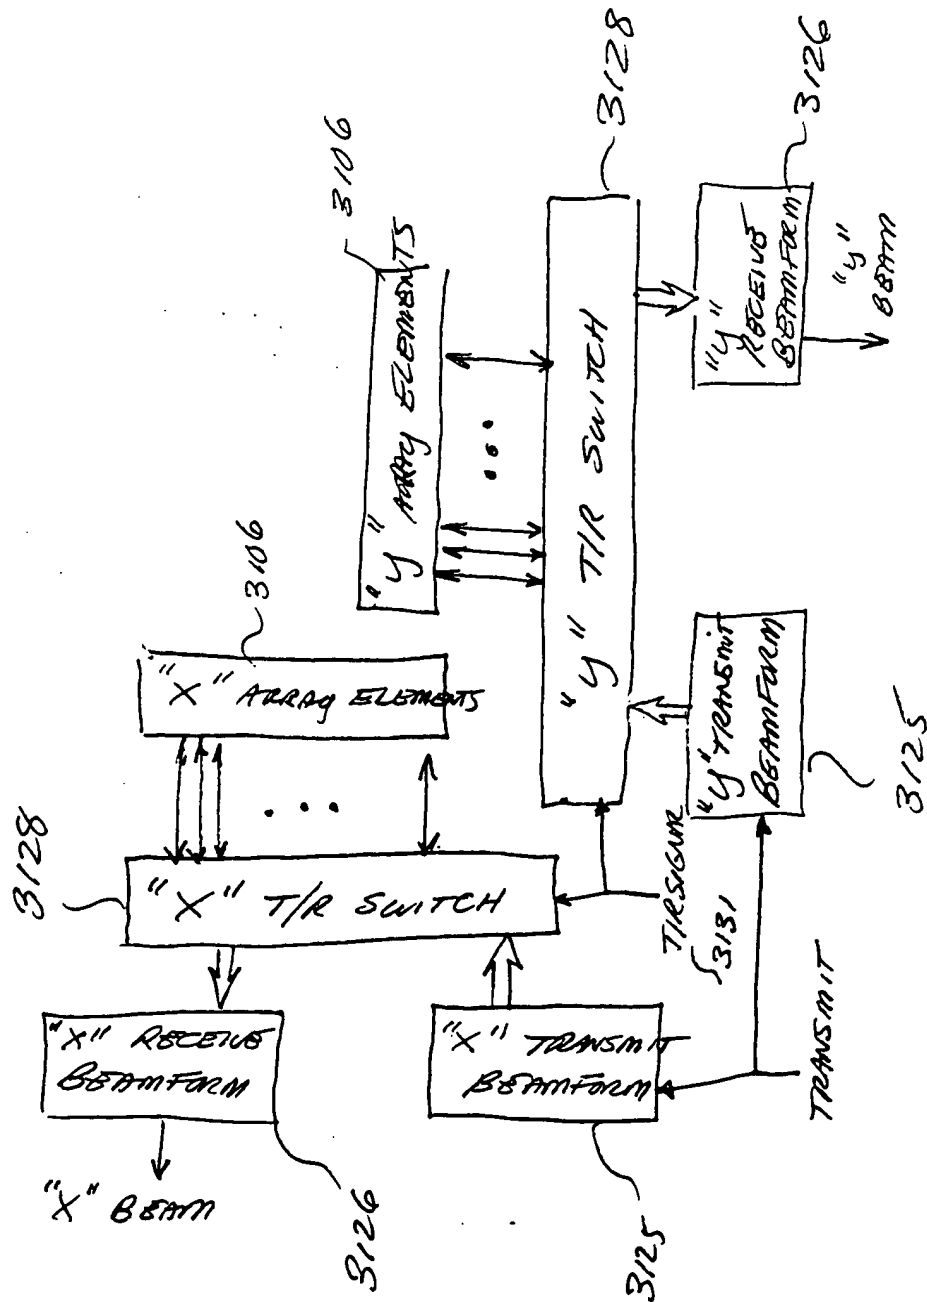 3128
"X" BEAM
"X" RECEIVE
BEAMFORM
3126
"X" T/R SWITCH
"X" ARRAY ELEMENTS
3106
"X" TRANSMIT
BEAMFORM
3125
TRANSMIT
T/R SIGNAL
3131
"Y" ARRAY ELEMENTS
3106
"Y" T/R SWITCH
3128
"Y" TRANSMIT
BEAMFORM
3125
"Y"
RECEIVE
BEAMFORM
3126
"Y"
BEAM